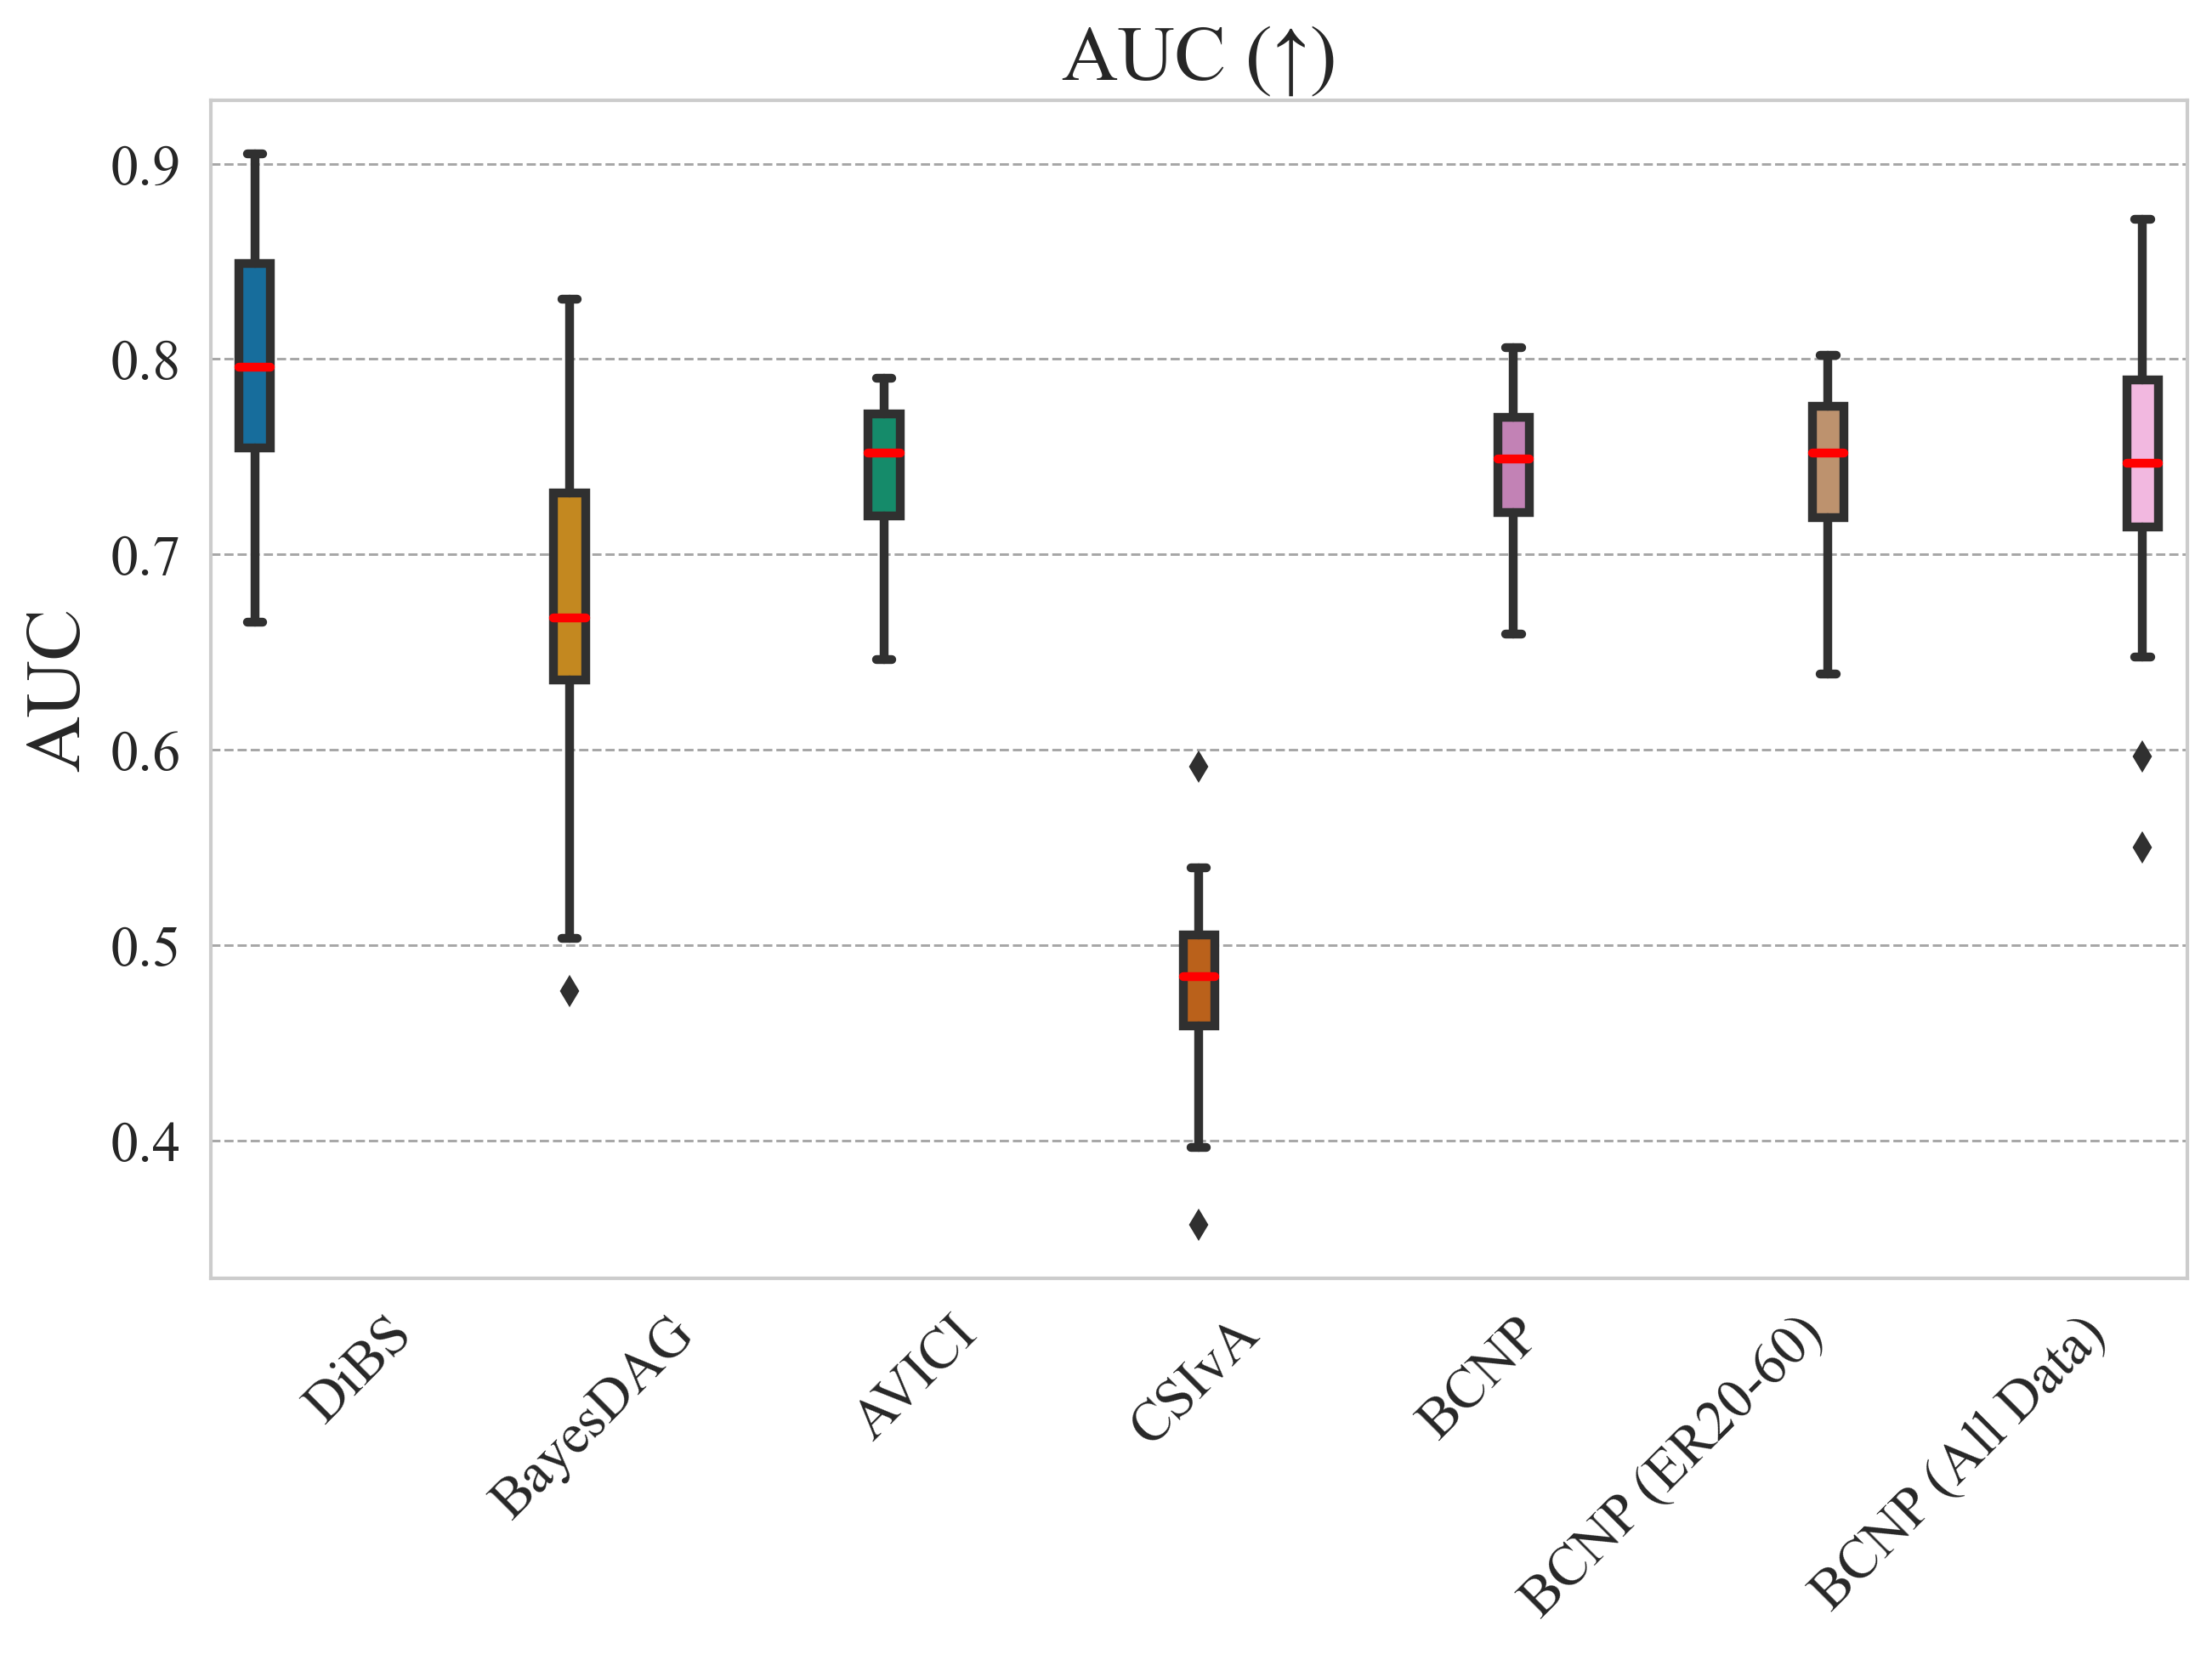 AUC (↑)
AUC
0.9
0.8
0.7
0.6
0.5
0.4
DiBS
BayesDAG
AVICI
CSIvA
BCNP
BCNP (ER20-60))
BCNP (All Data)